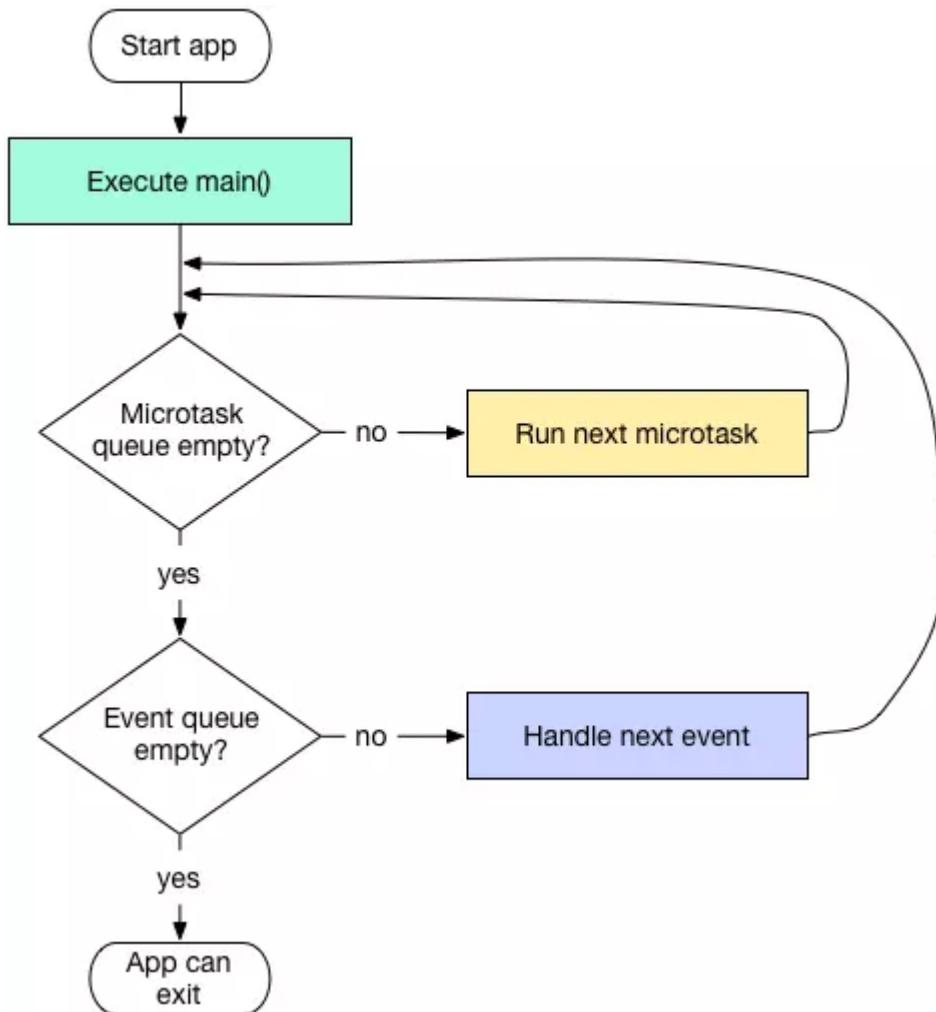 Start app
Execute main()
Microtask
queue empty?
no
Run next microtask
yes
Event queue
empty?
no
Handle next event
yes
App can
exit